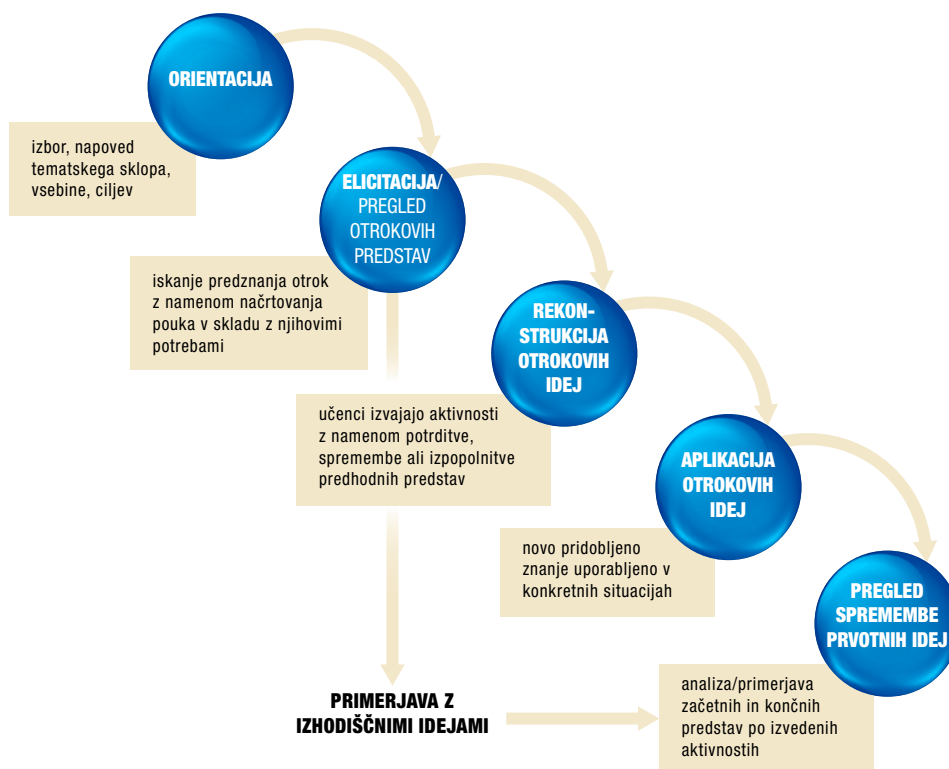 ORIENTACIJA
izbor, napoved
tematskega sklopa,
vsebine, ciljev
ELICITACIJA/
PREGLED
OTROKOVIH
PREDSTAV
iskanje predznanja otrok
z namenom načrtovanja
pouka v skladu z njihovimi
potrebami
REKON-
STRUKCIJA
OTROKOVIH
IDEJ
učenci izvajajo aktivnosti
z namenom potrditve,
spremembe ali izpopolnitve
predhodnih predstav
APLIKACIJA
OTROKOVIH
IDEJ
novo pridobljeno
znanje uporabljeno v
konkretnih situacijah
PREGLED
SPREMEMBE
PRVOTNIH IDEJ
analiza/primerjava
začetnih in končnih
predstav po izvedenih
aktivnostih
PRIMERJAVA Z
IZHODIŠČNIMI IDEJAMI